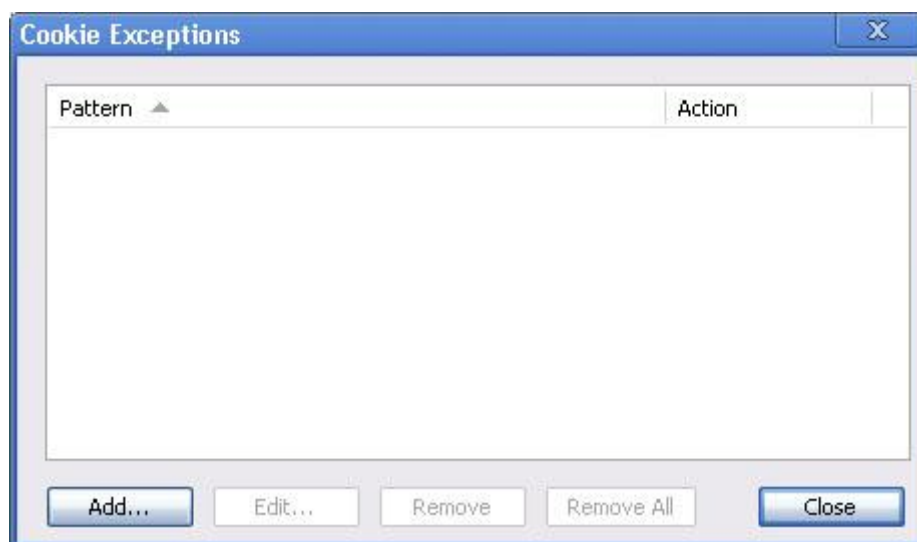 Cookie Exceptions
Pattern Action
Add... Edit... Remove Remove All Close